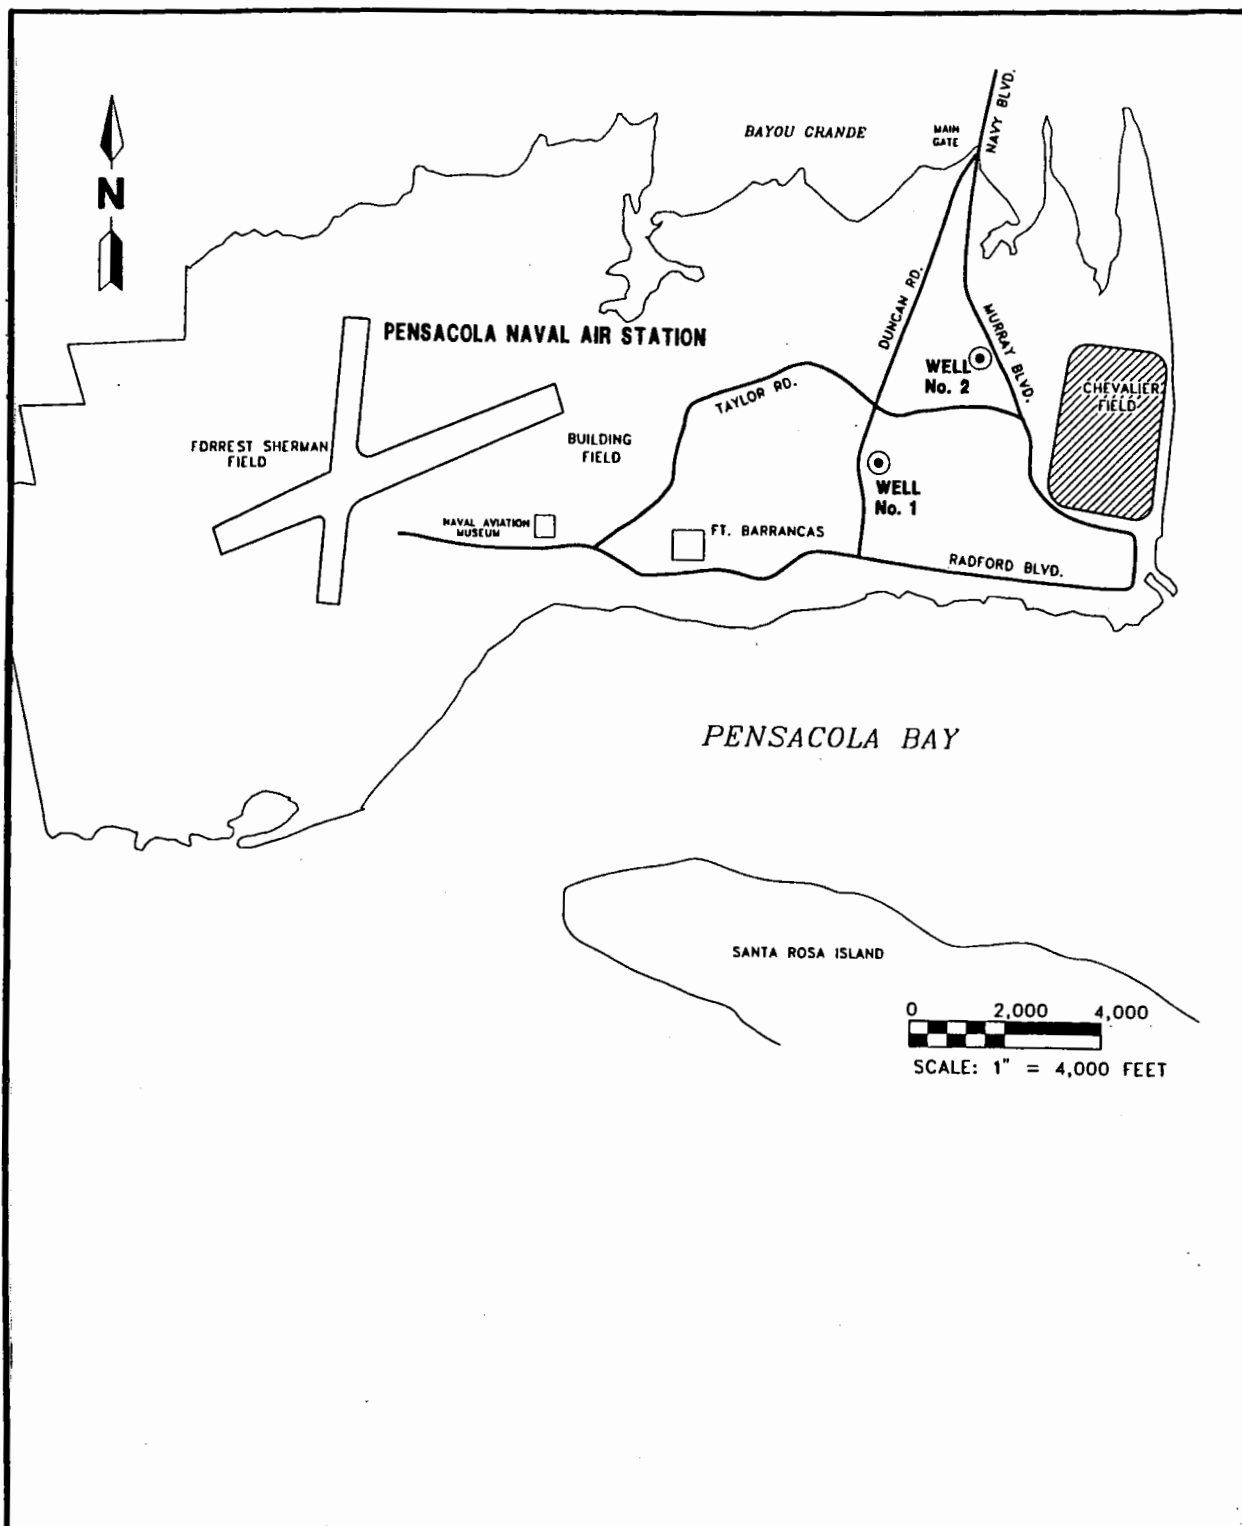 NAVY BLVD.
BAYOU GRANDE
MAIN
GATE
N
PENSACOLA NAVAL AIR STATION
DUNCAN RD.
MURRAY BLVD.
WELL
No. 2
CHEVALIER
FIELD
TAYLOR RD.
FORREST SHERMAN
FIELD
BUILDING
FIELD
WELL
No. 1
NAVAL AVIATION
MUSEUM
FT. BARRANCAS
RADFORD BLVD.
PENSACOLA BAY
SANTA ROSA ISLAND
0 2,000 4,000
SCALE: 1" = 4,000 FEET